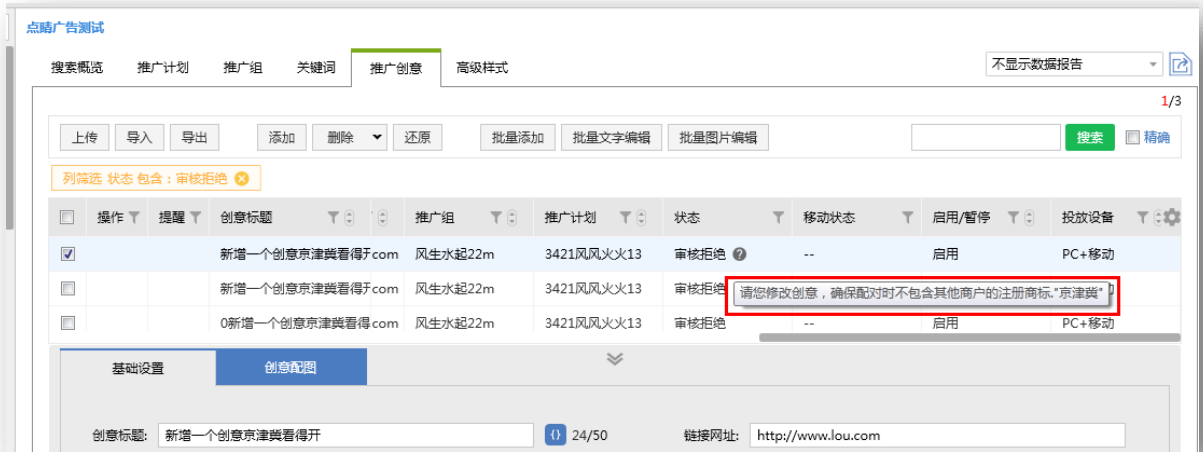 点睛广告测试
搜索概览 推广计划 推广组 关键词 推广创意 高级样式 不显示数据报告
1/3
上传 导入 导出 添加 删除 还原 批量添加 批量文字编辑 批量图片编辑 搜索 精确
列筛选 状态 包含：审核拒绝
操作 提醒 创意标题 推广组 推广计划 状态 移动状态 启用/暂停 投放设备
新增一个创意京津冀看得开com 风生水起22m 3421风风火火13 审核拒绝 -- 启用 PC+移动
新增一个创意京津冀看得开com 风生水起22m 3421风风火火13 审核拒绝
请您修改创意，确保配对时不包含其他商户的注册商标."京津冀"
0新增一个创意京津冀看得com 风生水起22m 3421风风火火13 审核拒绝 -- 启用 PC+移动
基础设置 创意配图
创意标题: 新增一个创意京津冀看得开 {} 24/50 链接网址: http://www.lou.com